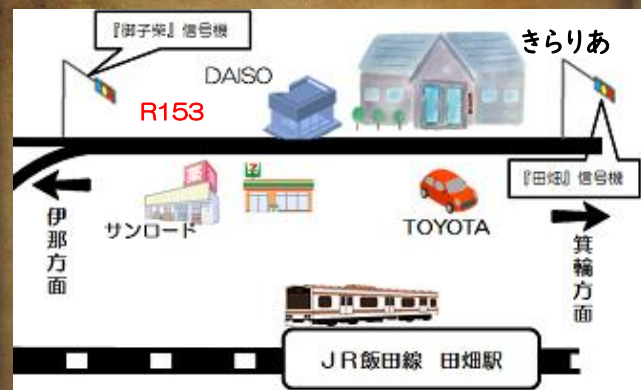 『御子柴』信号機
きらりあ
DAISO
R153
『田畑』信号機
伊那方面
サンロード
7
TOYOTA
箕輪方面
JR飯田線 田畑駅